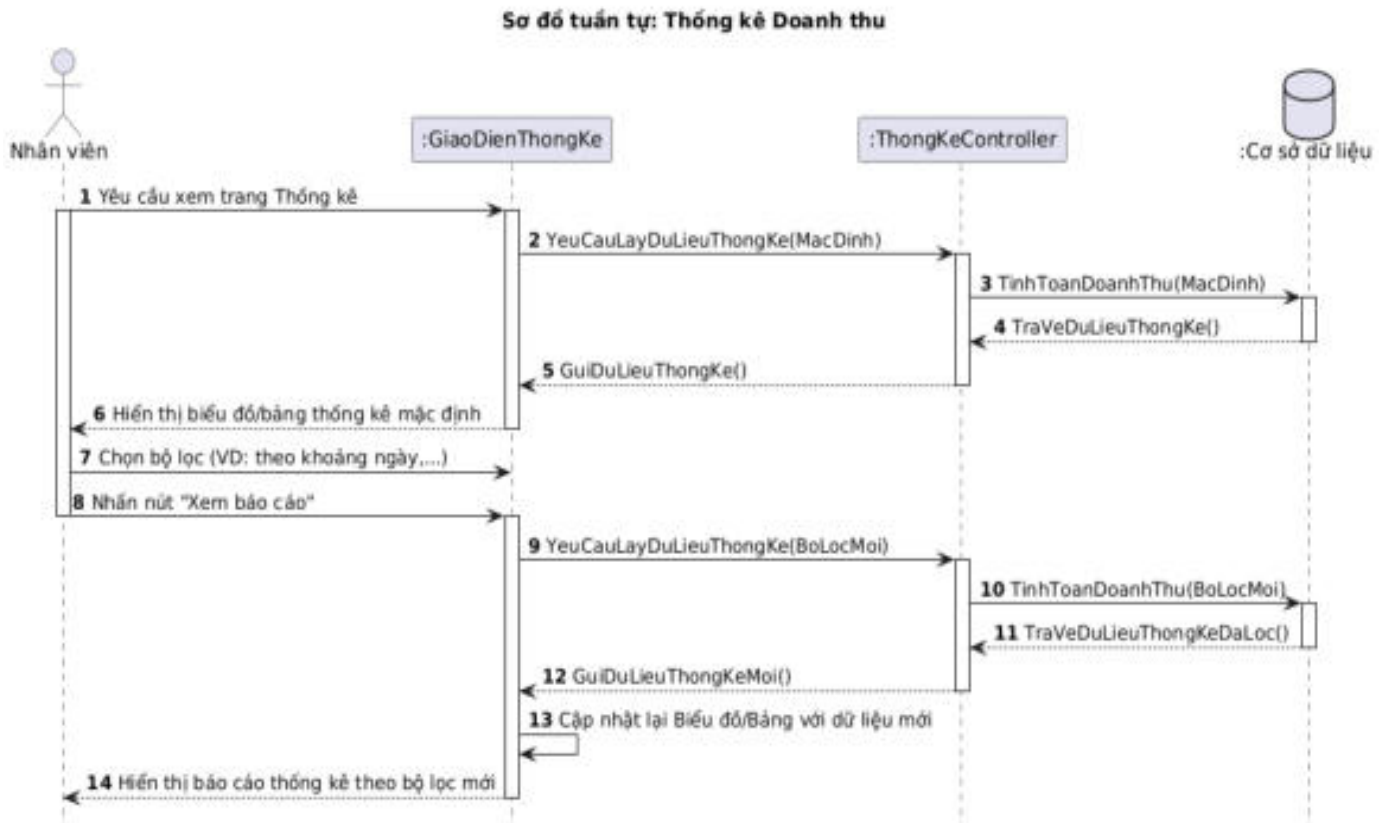 Sơ đồ tuần tự: Thống kê Doanh thu
Nhân viên
:GiaoDienThongKe
:ThongKeController
:Cơ sở dữ liệu
1 Yêu cầu xem trang Thống kê
2 YeuCauLayDuLieuThongKe(MacDinh)
3 TinhToanDoanhThu(MacDinh)
4 TraVeDuLieuThongKe()
5 GuiDuLieuThongKe()
6 Hiển thị biểu đồ/bảng thống kê mặc định
7 Chọn bộ lọc (VD: theo khoảng ngày,...)
8 Nhấn nút "Xem báo cáo"
9 YeuCauLayDuLieuThongKe(BoLocMoi)
10 TinhToanDoanhThu(BoLocMoi)
11 TraVeDuLieuThongKeDaLoc()
12 GuiDuLieuThongKeMoi()
13 Cập nhật lại Biểu đồ/Bảng với dữ liệu mới
14 Hiển thị báo cáo thống kê theo bộ lọc mới